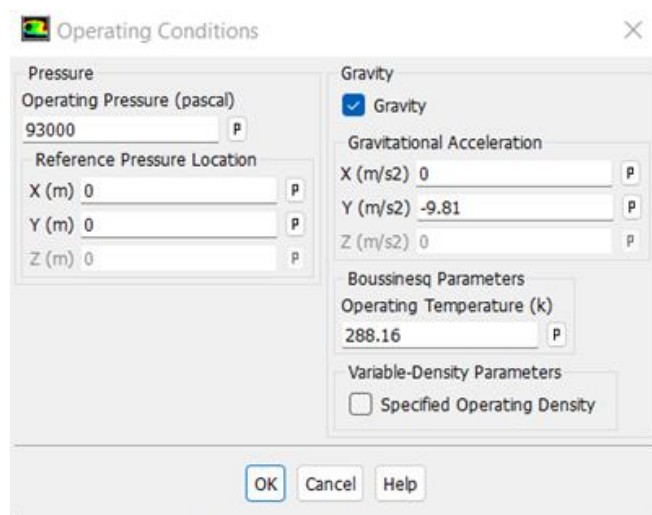 Operating Conditions
Pressure
Operating Pressure (pascal)
93000 P
Reference Pressure Location
X (m) 0 P
Y (m) 0 P
Z (m) 0 P
Gravity
Gravity
Gravitational Acceleration
X (m/s2) 0 P
Y (m/s2) -9.81 P
Z (m/s2) 0 P
Boussinesq Parameters
Operating Temperature (k)
288.16 P
Variable-Density Parameters
Specified Operating Density
OK Cancel Help